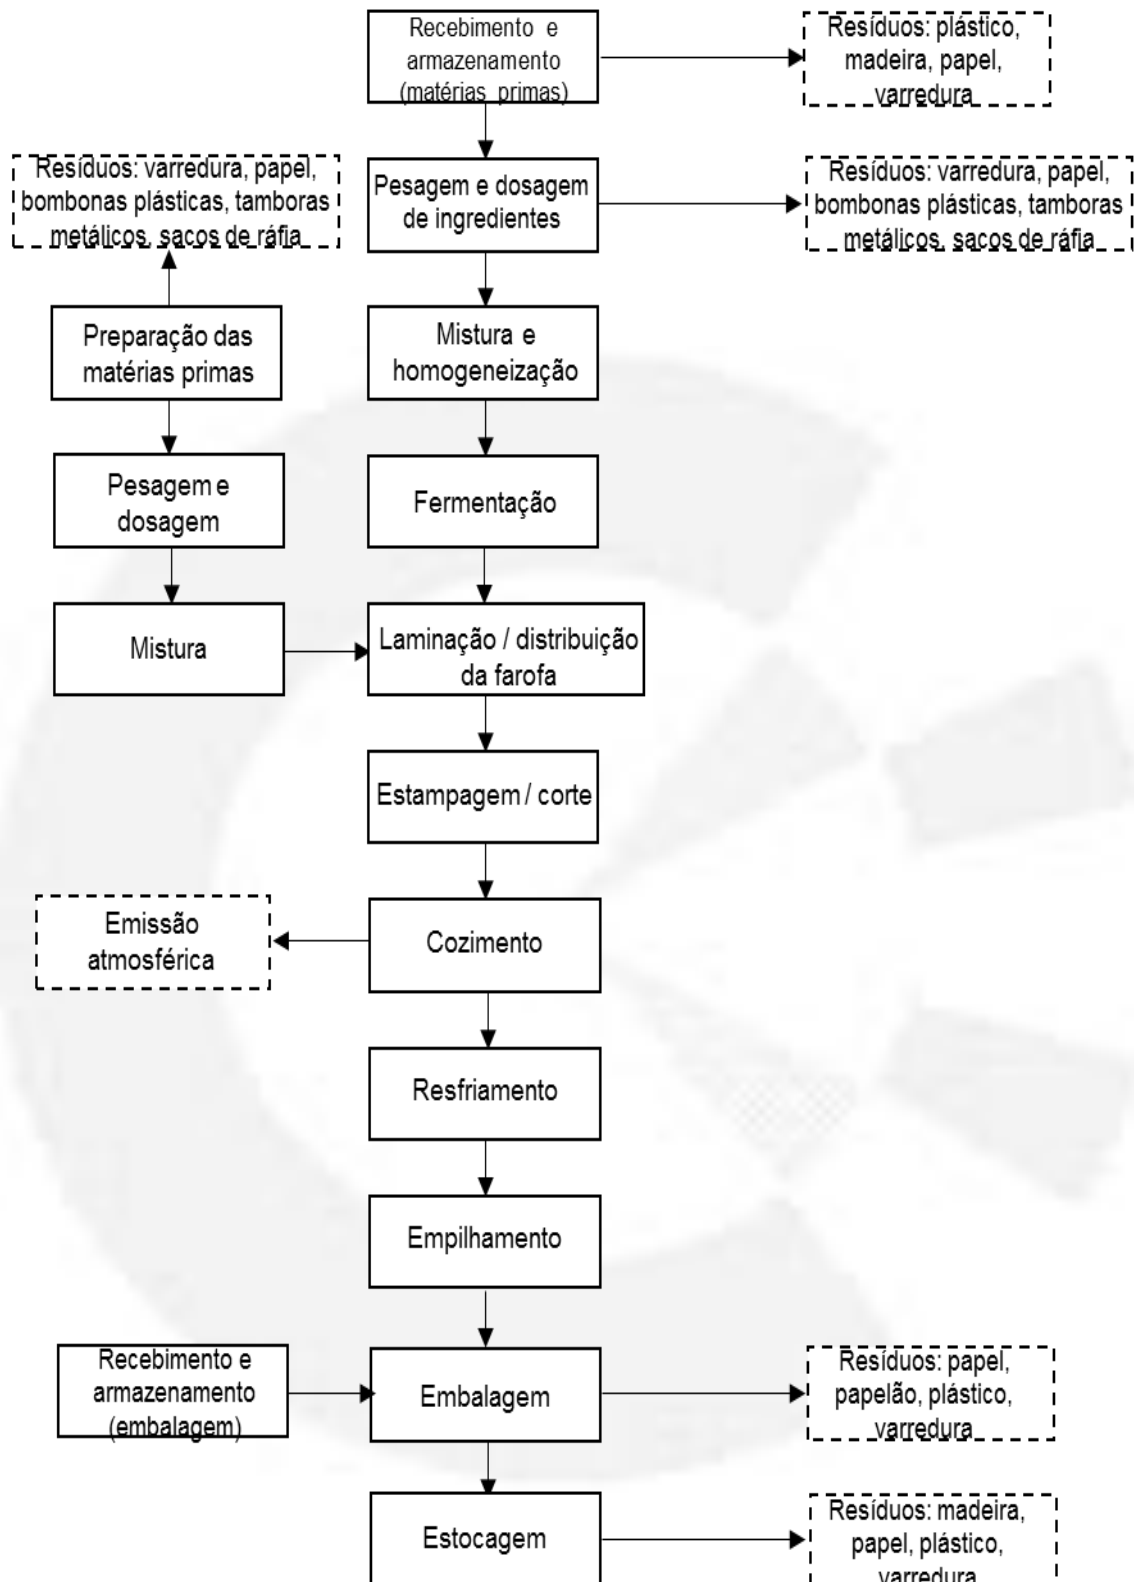 Recebimento e
armazenamento
(matérias primas)
Resíduos: plástico,
madeira, papel,
varredura
Resíduos: varredura, papel,
bombonas plásticas, tamboras
metálicos, sacos de ráfia
Pesagem e dosagem
de ingredientes
Resíduos: varredura, papel,
bombonas plásticas, tamboras
metálicos, sacos de ráfia
Preparação das
matérias primas
Mistura e
homogeneização
Pesagem e
dosagem
Fermentação
Mistura
Laminação / distribuição
da farofa
Estampagem / corte
Emissão
atmosférica
Cozimento
Resfriamento
Empilhamento
Recebimento e
armazenamento
(embalagem)
Embalagem
Resíduos: papel,
papelão, plástico,
varredura
Estocagem
Resíduos: madeira,
papel, plástico,
varredura